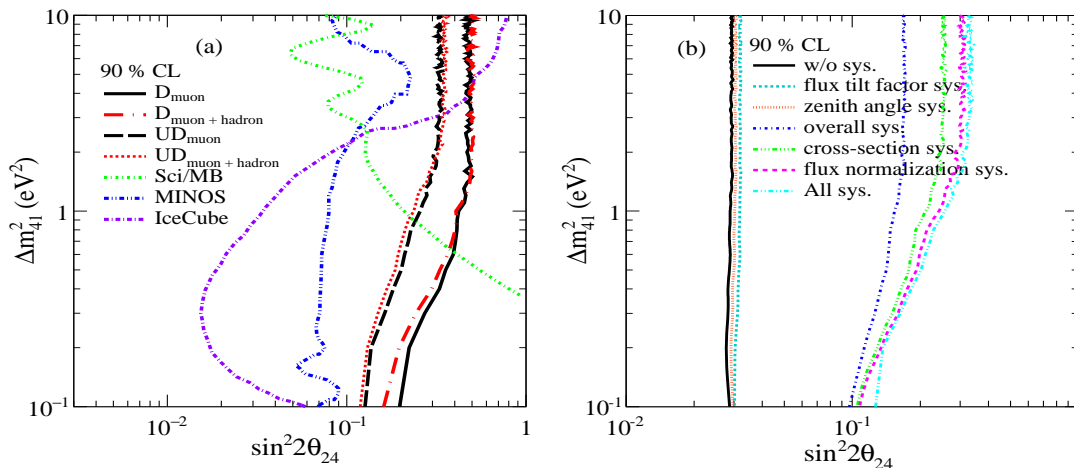 (a)
90 % CL
D_muon
D_muon + hadron
UD_muon
UD_muon + hadron
Sci/MB
MINOS
IceCube
10
1
10⁻¹
Δm²₄₁ (eV²)
10⁻²
10⁻¹
1
sin²2θ₂₄
(b)
90 % CL
w/o sys.
flux tilt factor sys.
zenith angle sys.
overall sys.
cross-section sys.
flux normalization sys.
All sys.
10
1
10⁻¹
Δm²₄₁ (eV²)
10⁻²
10⁻¹
sin²2θ₂₄